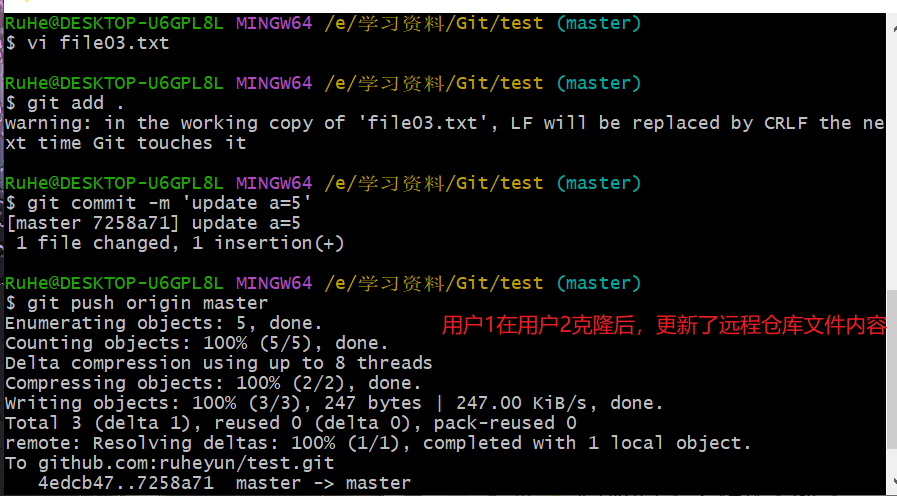 RuHe@DESKTOP-U6GPL8L MINGW64 /e/学习资料/Git/test (master)
$ vi file03.txt
RuHe@DESKTOP-U6GPL8L MINGW64 /e/学习资料/Git/test (master)
$ git add .
warning: in the working copy of 'file03.txt', LF will be replaced by CRLF the ne
xt time Git touches it
RuHe@DESKTOP-U6GPL8L MINGW64 /e/学习资料/Git/test (master)
$ git commit -m 'update a=5'
[master 7258a71] update a=5
 1 file changed, 1 insertion(+)
RuHe@DESKTOP-U6GPL8L MINGW64 /e/学习资料/Git/test (master)
$ git push origin master
Enumerating objects: 5, done.
用户1在用户2克隆后，更新了远程仓库文件内容
Counting objects: 100% (5/5), done.
Delta compression using up to 8 threads
Compressing objects: 100% (2/2), done.
Writing objects: 100% (3/3), 247 bytes | 247.00 KiB/s, done.
Total 3 (delta 1), reused 0 (delta 0), pack-reused 0
remote: Resolving deltas: 100% (1/1), completed with 1 local object.
To github.com:ruheyun/test.git
   4edcb47..7258a71  master -> master